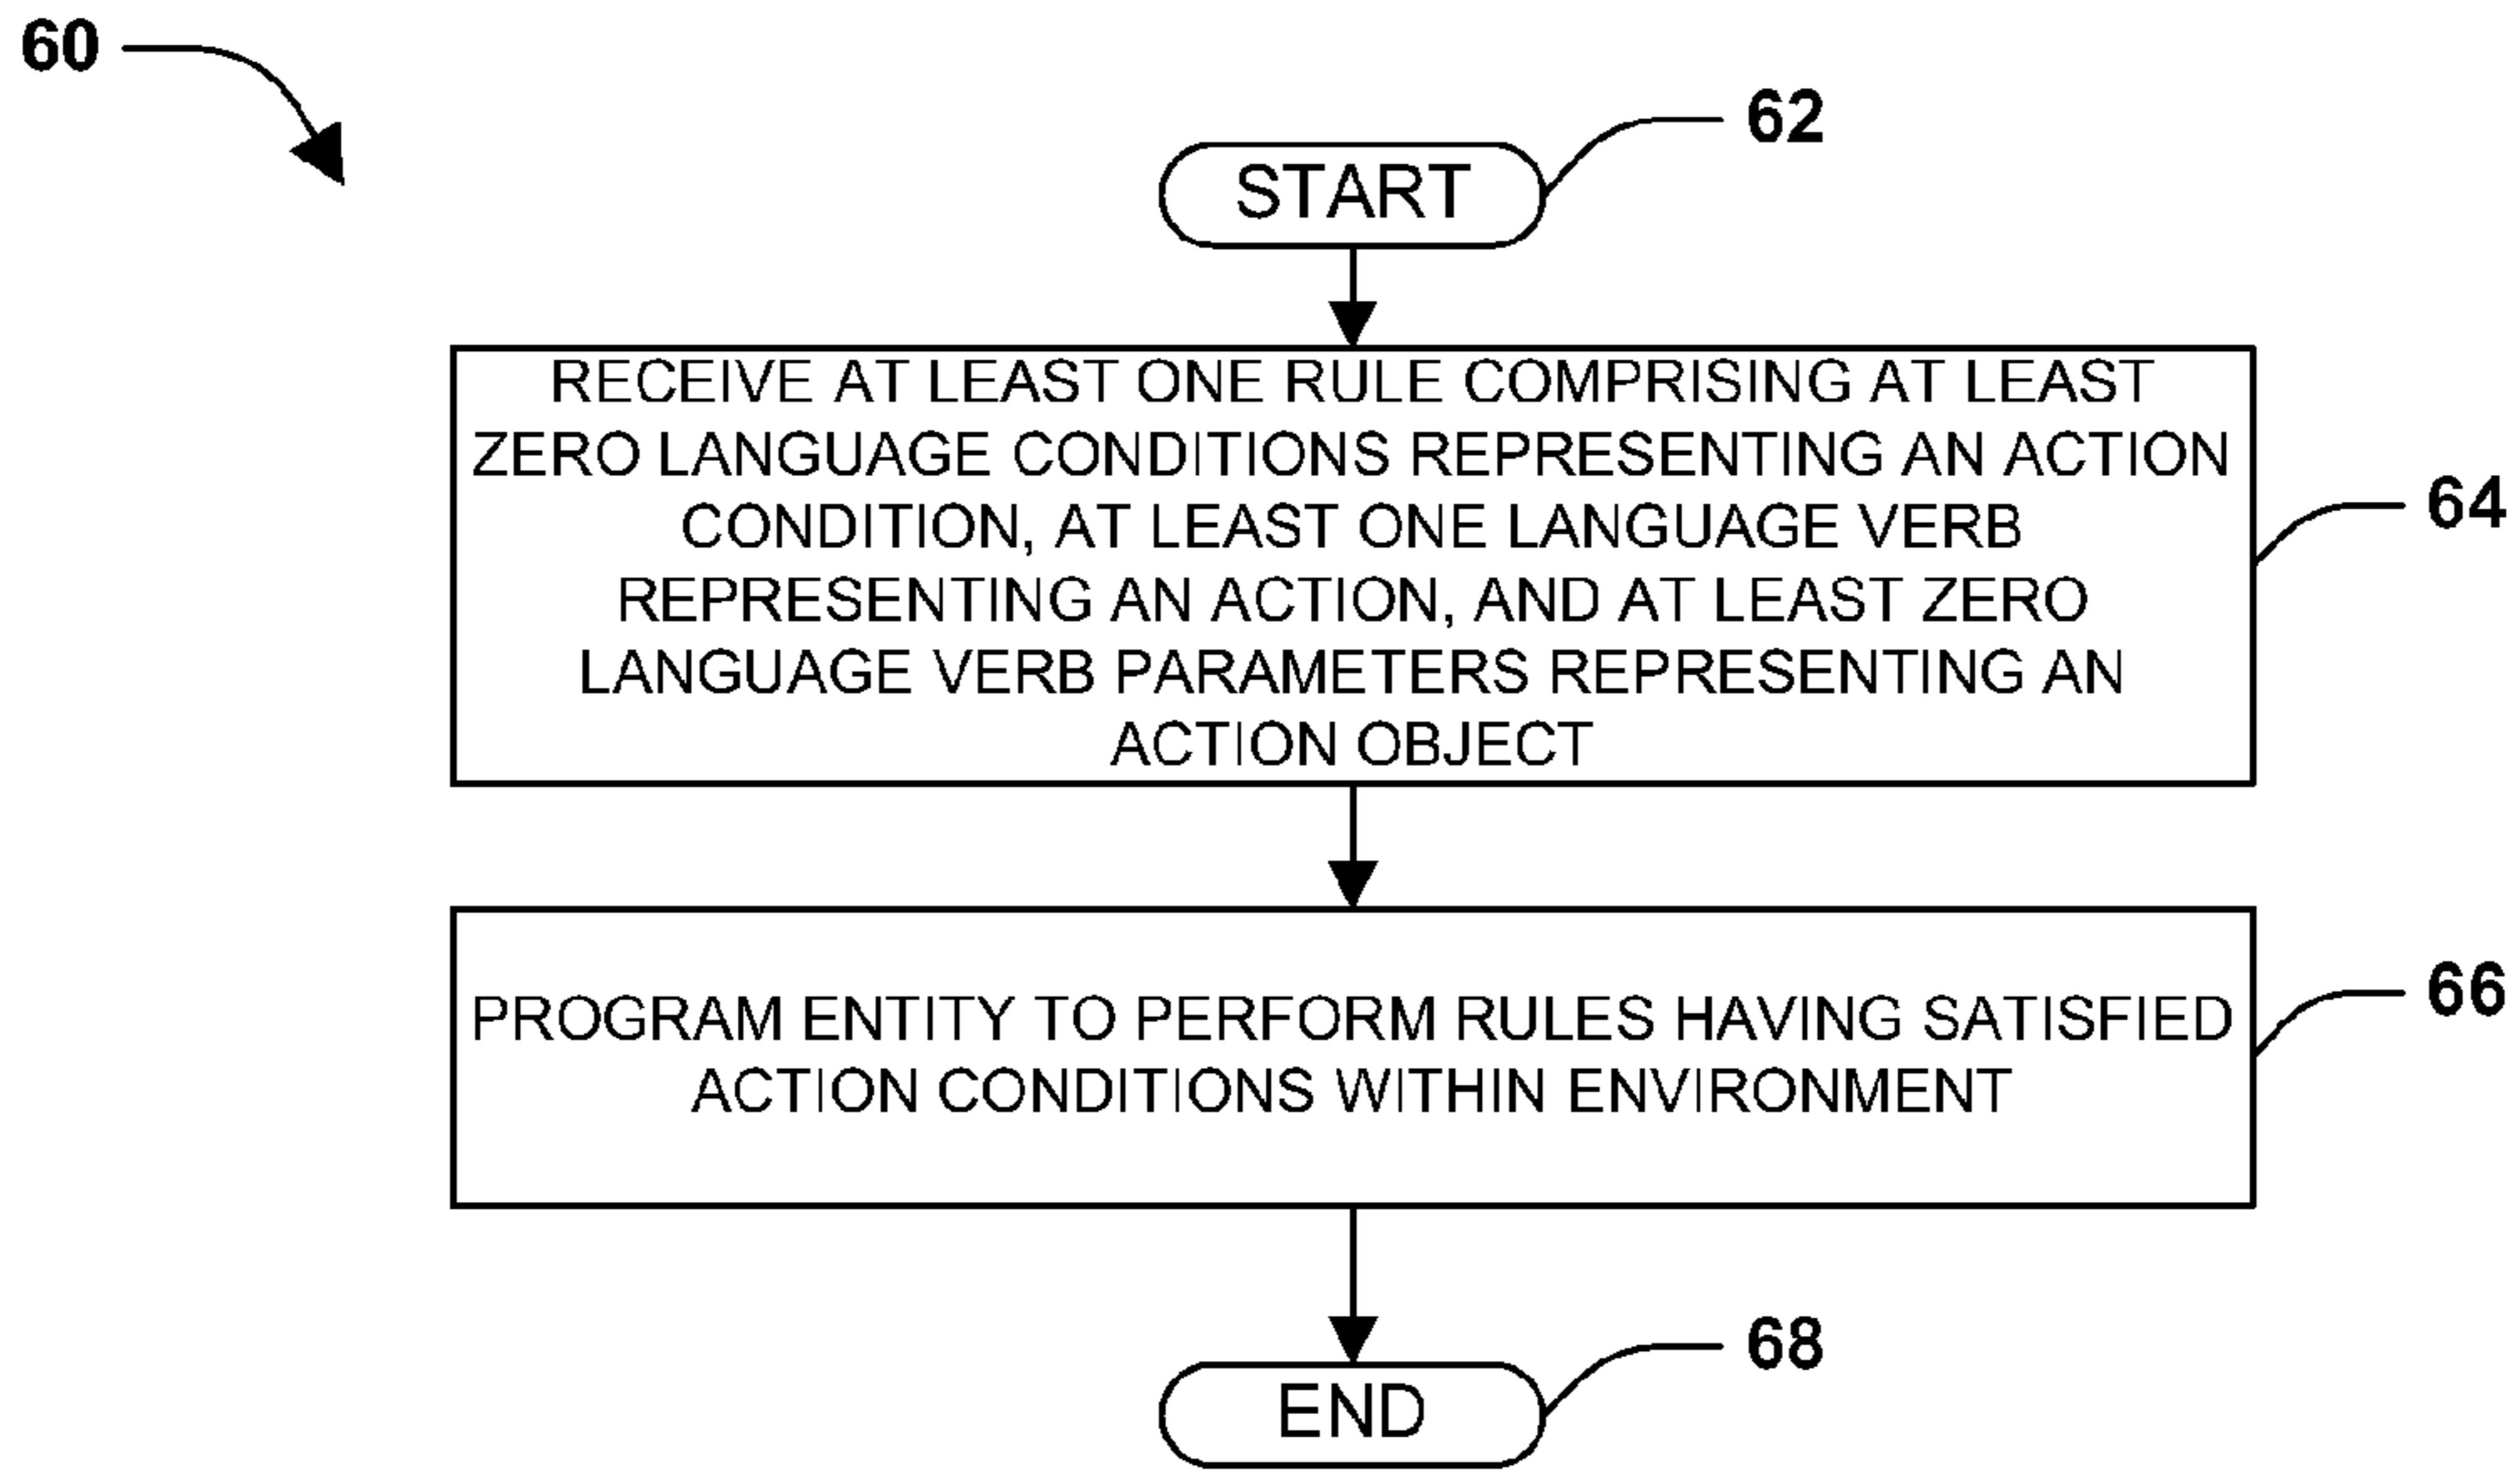 60
62
START
RECEIVE AT LEAST ONE RULE COMPRISING AT LEAST
ZERO LANGUAGE CONDITIONS REPRESENTING AN ACTION
CONDITION, AT LEAST ONE LANGUAGE VERB
REPRESENTING AN ACTION, AND AT LEAST ZERO
LANGUAGE VERB PARAMETERS REPRESENTING AN
ACTION OBJECT
64
PROGRAM ENTITY TO PERFORM RULES HAVING SATISFIED
ACTION CONDITIONS WITHIN ENVIRONMENT
66
68
END